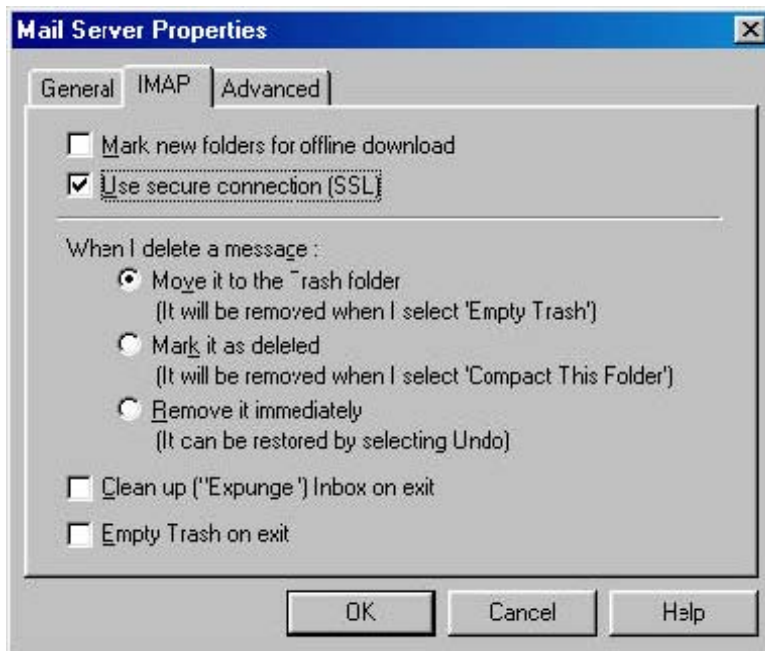 Mail Server Properties
General IMAP Advanced
Mark new folders for offline download
Use secure connection (SSL)
When I delete a message :
Move it to the Trash folder
(It will be removed when I select 'Empty Trash')
Mark it as deleted
(It will be removed when I select 'Compact This Folder')
Remove it immediately
(It can be restored by selecting Undo)
Clean up ("Expunge") Inbox on exit
Empty Trash on exit
OK Cancel Help